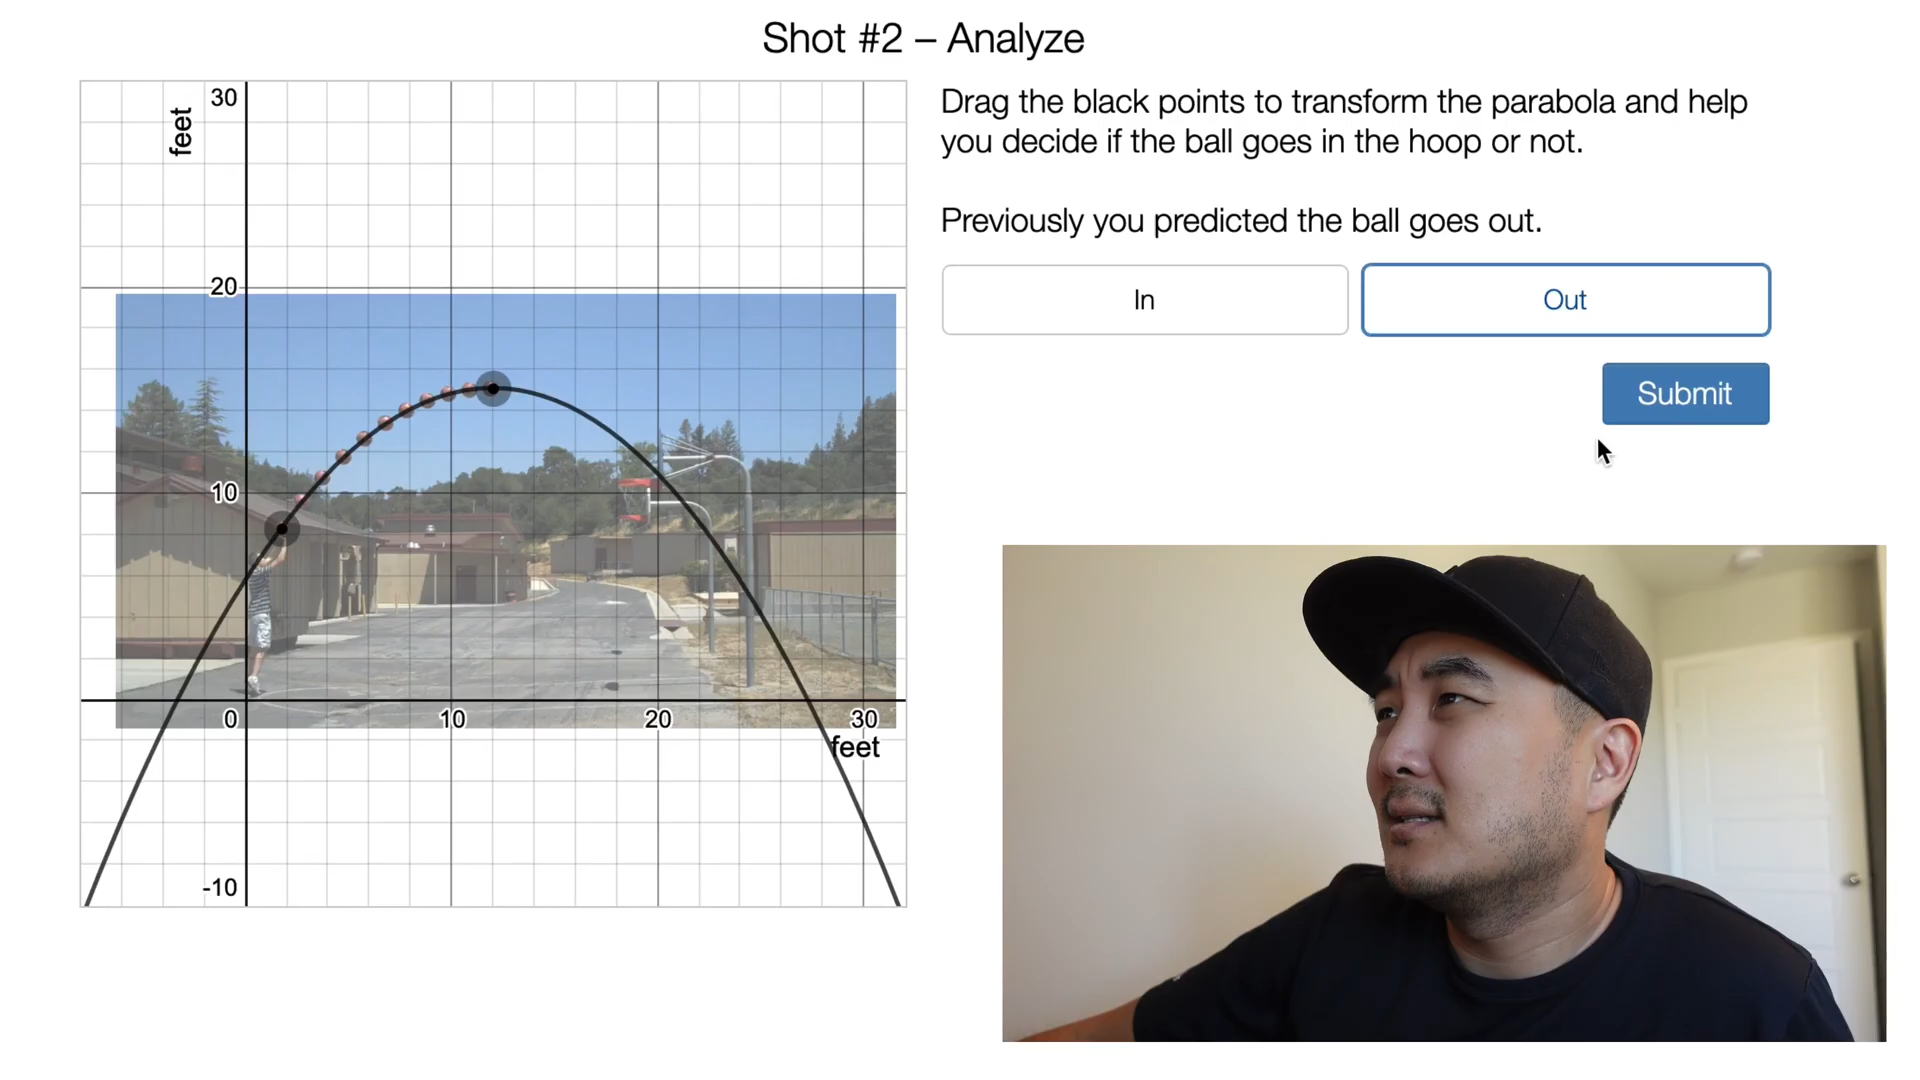 Shot #2 – Analyze
30
feet
20
10
0
10
20
30
feet
-10
Drag the black points to transform the parabola and help
you decide if the ball goes in the hoop or not.
Previously you predicted the ball goes out.
In
Out
Submit